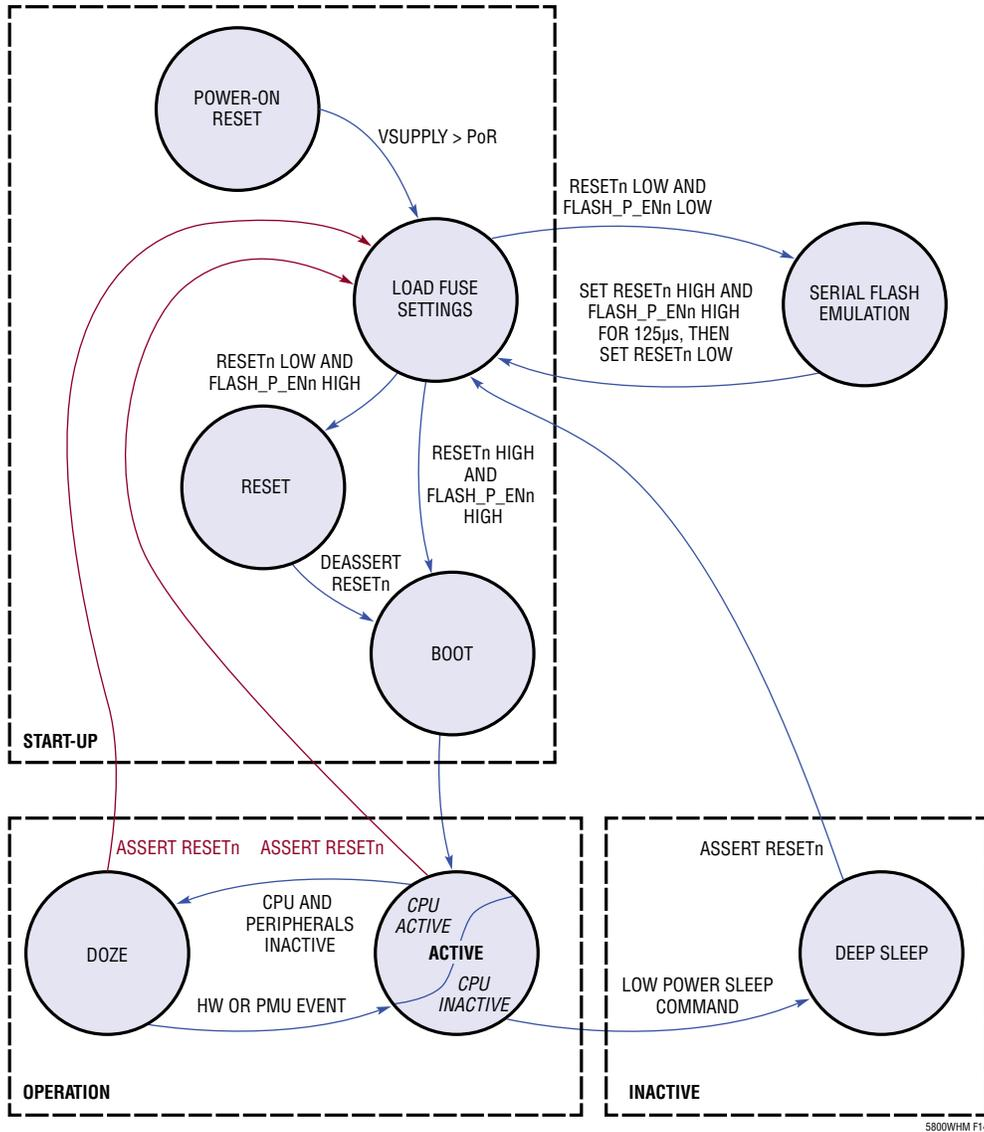 POWER-ON
RESET
VSUPPLY > PoR
RESETn LOW AND
FLASH_P_ENn LOW
LOAD FUSE
SETTINGS
SET RESETn HIGH AND
FLASH_P_ENn HIGH
FOR 125µs, THEN
SET RESETn LOW
SERIAL FLASH
EMULATION
RESETn LOW AND
FLASH_P_ENn HIGH
RESET
RESETn HIGH
AND
FLASH_P_ENn
HIGH
DEASSERT
RESETn
BOOT
START-UP
ASSERT RESETn
ASSERT RESETn
ASSERT RESETn
CPU AND
PERIPHERALS
INACTIVE
CPU
ACTIVE
ACTIVE
CPU
INACTIVE
DOZE
DEEP SLEEP
HW OR PMU EVENT
LOW POWER SLEEP
COMMAND
OPERATION
INACTIVE